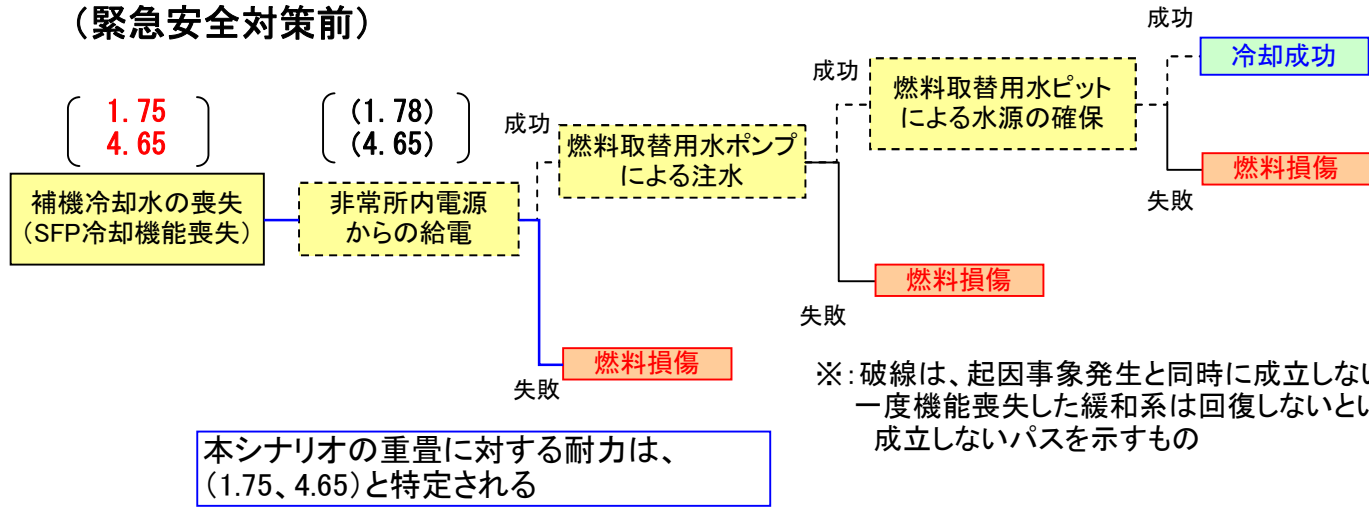 (緊急安全対策前)
1.75
4.65
(1.78)
(4.65)
補機冷却水の喪失
(SFP冷却機能喪失)
非常所内電源
からの給電
成功
失敗
燃料損傷
燃料取替用水ポンプ
による注水
成功
失敗
燃料損傷
燃料取替用水ピット
による水源の確保
成功
冷却成功
失敗
燃料損傷
※:破線は、起因事象発生と同時に成立しない
一度機能喪失した緩和系は回復しないとい
成立しないパスを示すもの
本シナリオの重畳に対する耐力は、
(1.75、4.65)と特定される